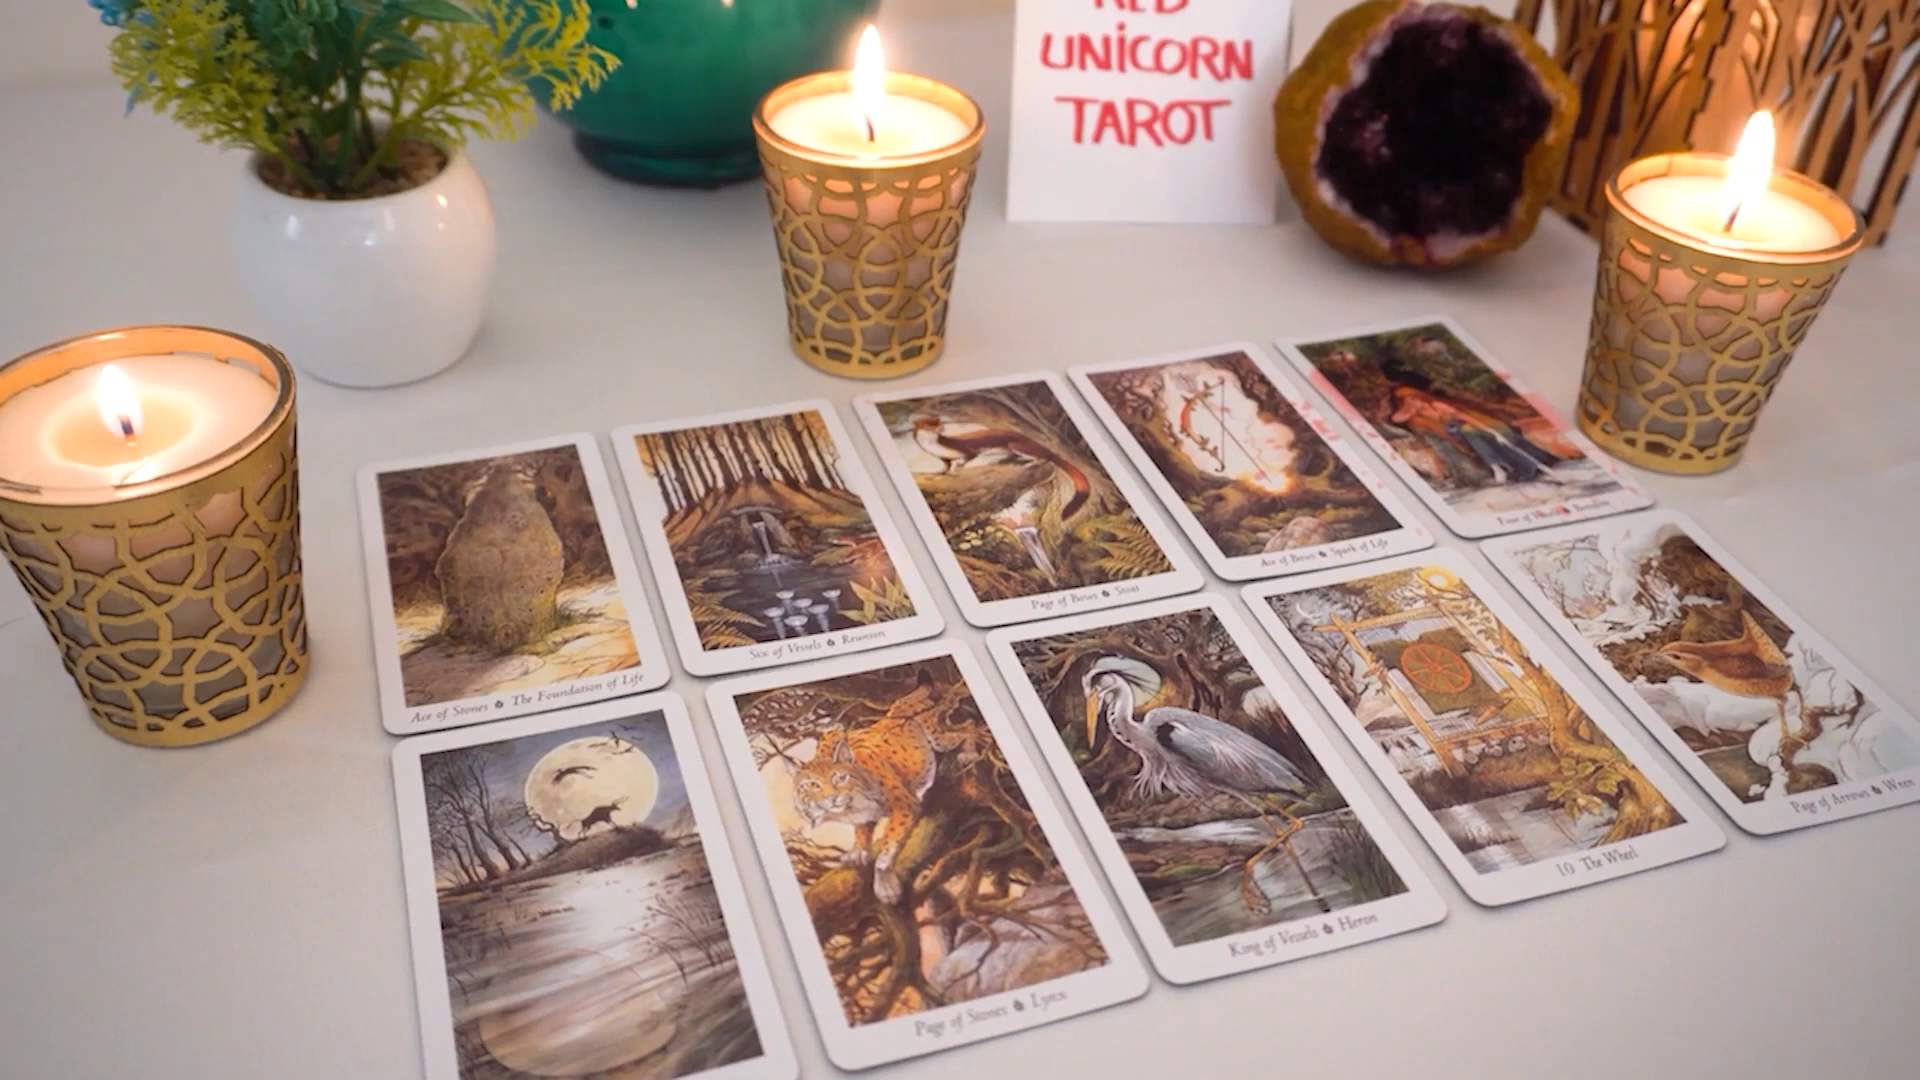 RED
UNICORN
TAROT
Ace of Stones The Foundation of Life
Six of Vessels Reunion
Page of Bows Stoat
Ace of Bows Spark of Life
Page of Stones Lynx
King of Vessels Heron
10 The Wheel
Page of Arrows Wren